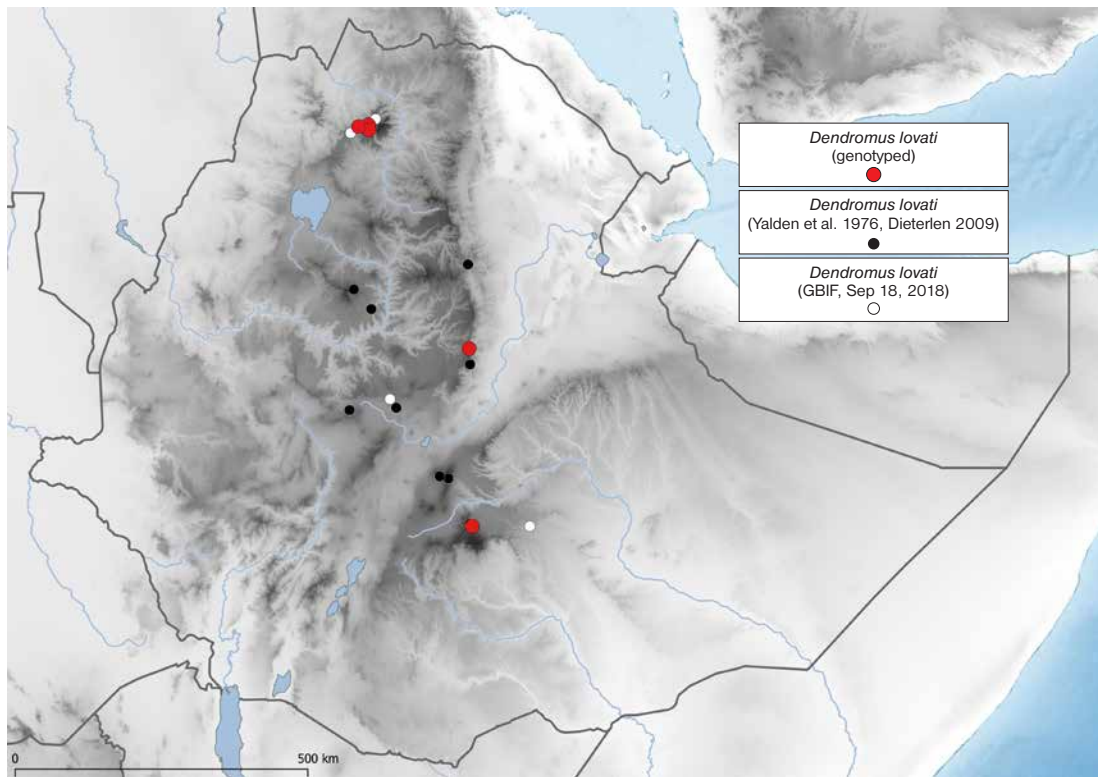 Dendromus lovati
(genotyped)
Dendromus lovati
(Yalden et al. 1976, Dieterlen 2009)
Dendromus lovati
(GBIF, Sep 18, 2018)
0 500 km